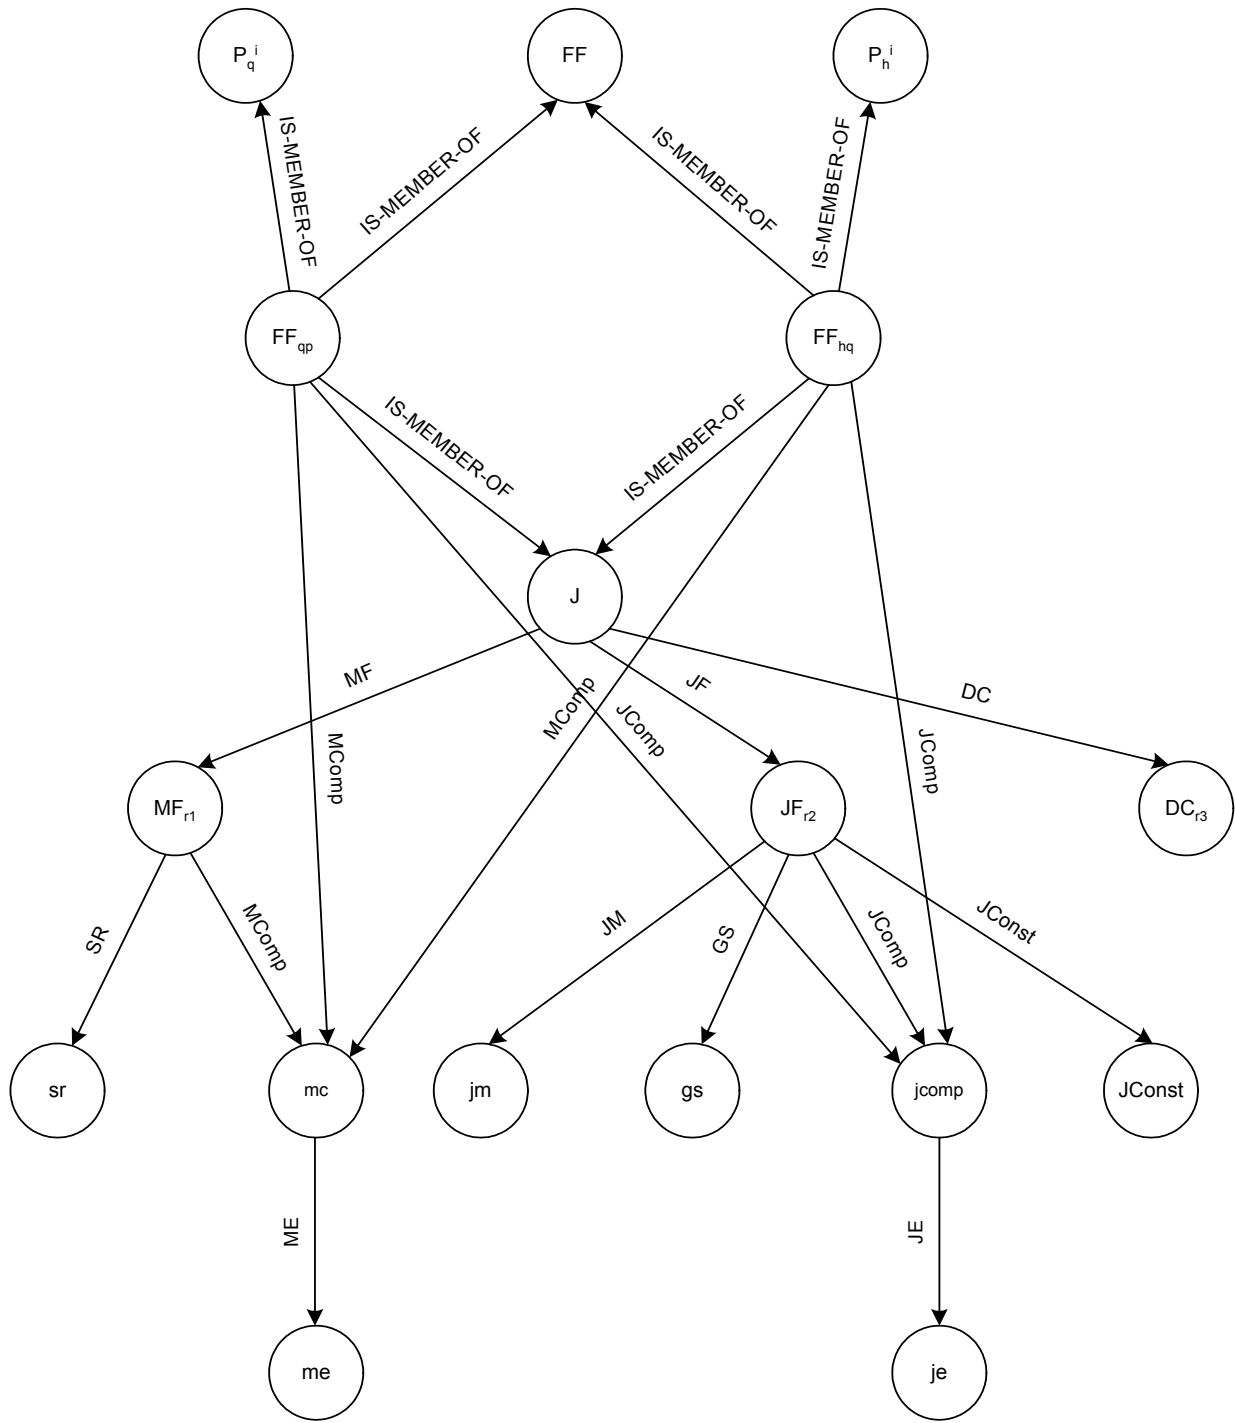 P_q^i
FF
P_h^i
IS-MEMBER-OF
IS-MEMBER-OF
IS-MEMBER-OF
IS-MEMBER-OF
FF_qp
FF_hq
IS-MEMBER-OF
IS-MEMBER-OF
J
MF
JF
DC
MComp
MComp
JComp
JComp
MF_r1
JF_r2
DC_r3
SR
MComp
JM
GS
JComp
JConst
sr
mc
jm
gs
jcomp
JConst
ME
JE
me
je